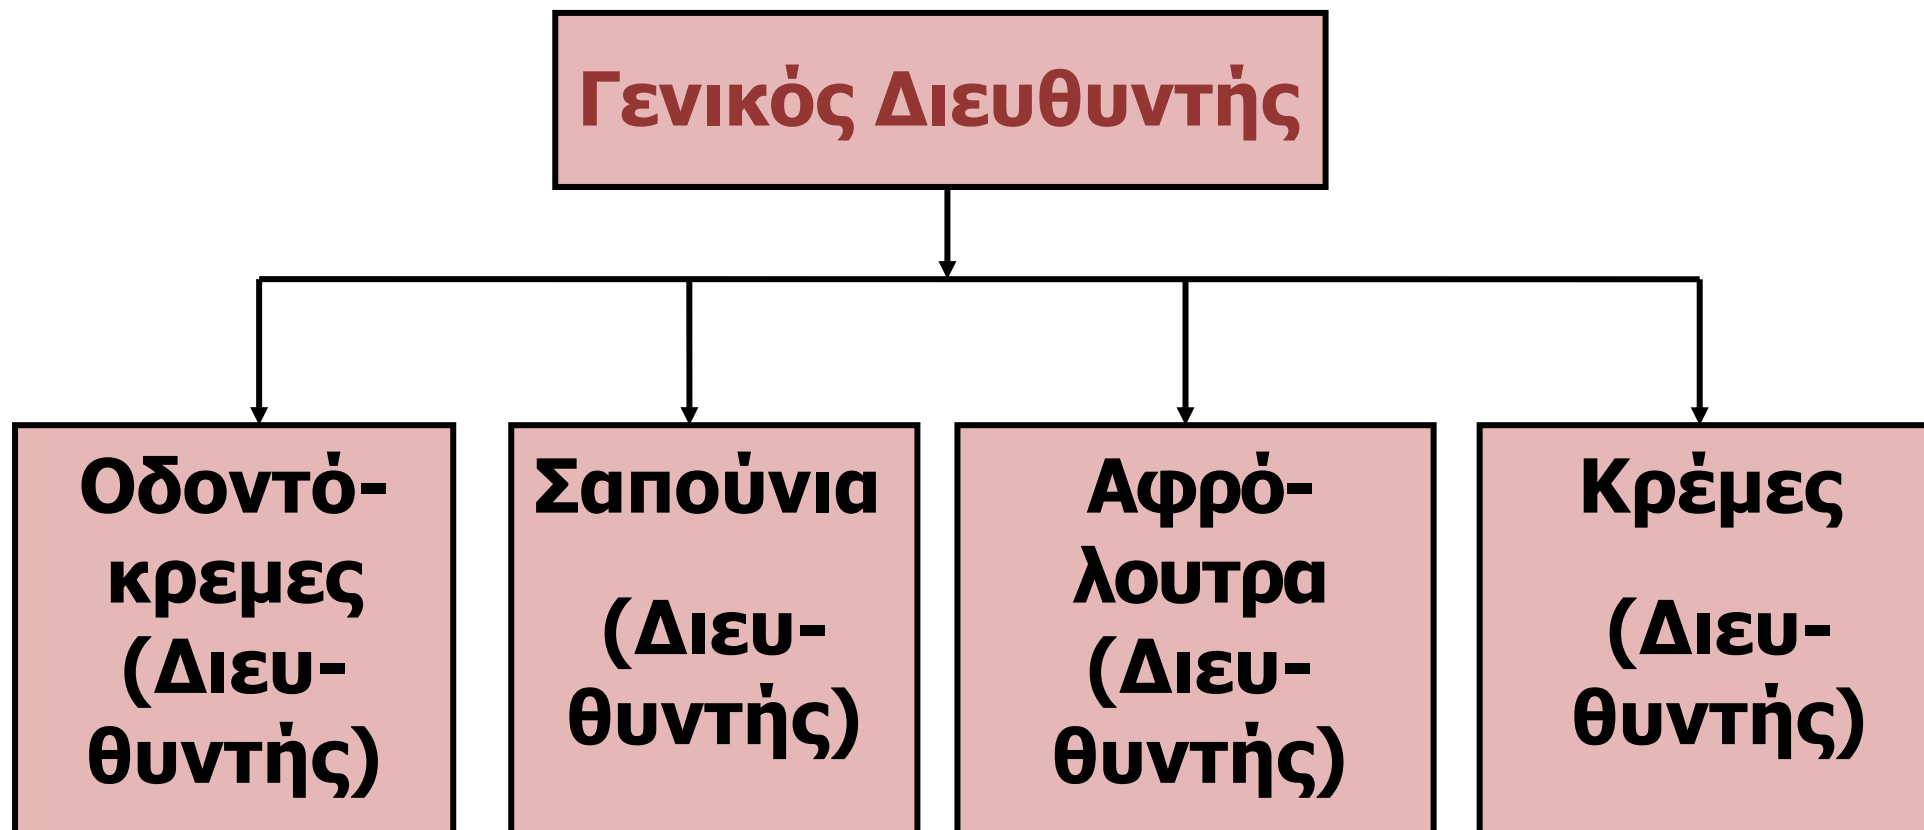 Γενικός Διευθυντής
Οδοντό-
κρεμες
(Διευ-
θυντής)
Σαπούνια
(Διευ-
θυντής)
Αφρό-
λουτρα
(Διευ-
θυντής)
Κρέμες
(Διευ-
θυντής)